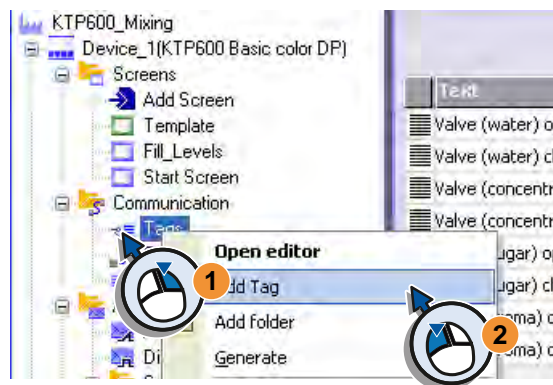 KTP600_Mixing
Device_1(KTP600 Basic color DP)
Screens
Add Screen
Template
Fill_Levels
Start Screen
Communication
Tags
Open editor
Add Tag
Add folder
Generate
Di
1
2
Text
Valve (water) o
Valve (water) cl
Valve (concentr
Valve (concentr
ugar) op
ugar) cl
oma) o
oma) c